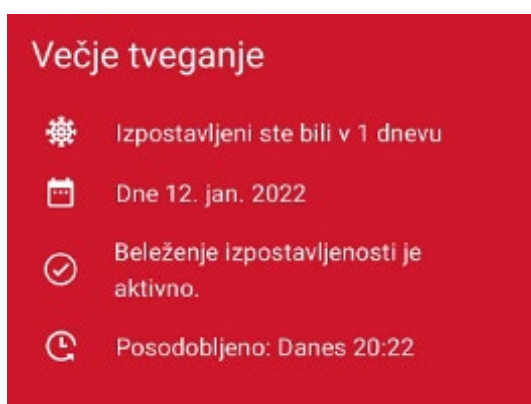 Večje tveganje
Izpostavljeni ste bili v 1 dnevu
Dne 12. jan. 2022
Beleženje izpostavljenosti je
aktivno.
Posodobljeno: Danes 20:22